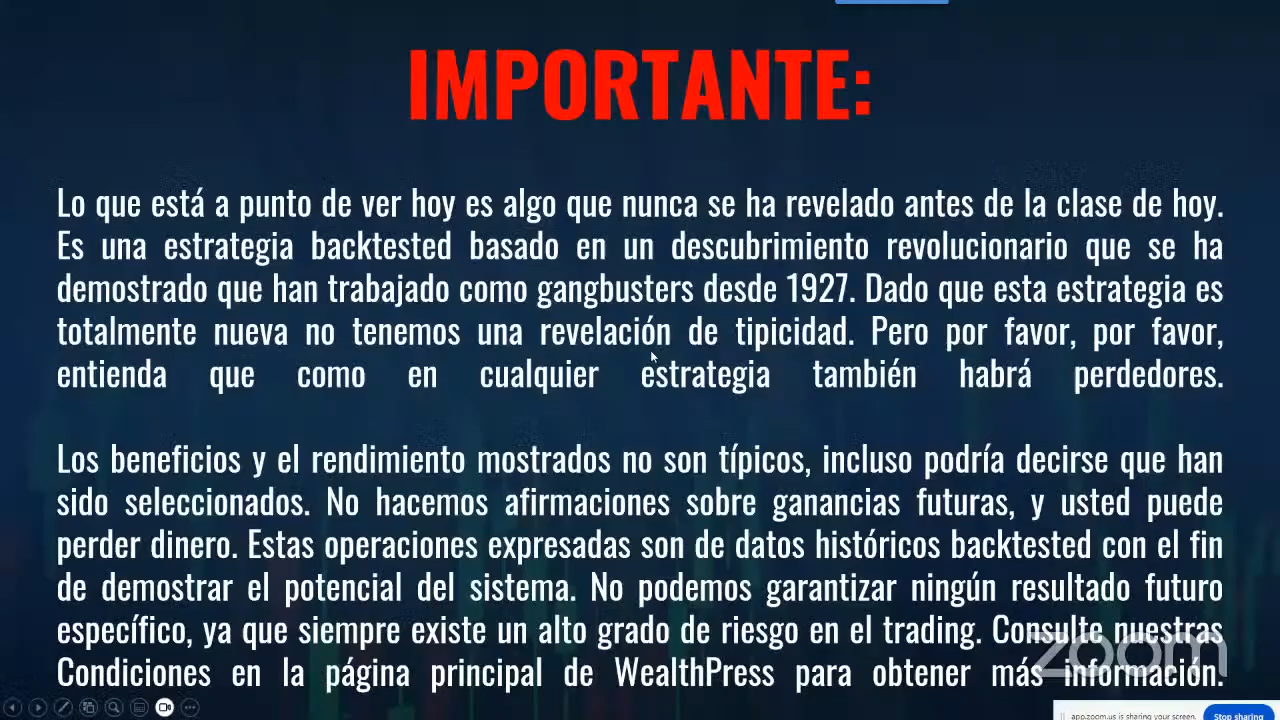 IMPORTANTE:
Lo que está a punto de ver hoy es algo que nunca se ha revelado antes de la clase de hoy.
Es una estrategia backtested basado en un descubrimiento revolucionario que se ha
demostrado que han trabajado como gangbusters desde 1927. Dado que esta estrategia es
totalmente nueva no tenemos una revelación de tipicidad. Pero por favor, por favor,
entienda que como en cualquier estrategia también habrá perdedores.
Los beneficios y el rendimiento mostrados no son típicos, incluso podría decirse que han
sido seleccionados. No hacemos afirmaciones sobre ganancias futuras, y usted puede
perder dinero. Estas operaciones expresadas son de datos históricos backtested con el fin
de demostrar el potencial del sistema. No podemos garantizar ningún resultado futuro
específico, ya que siempre existe un alto grado de riesgo en el trading. Consulte nuestras
Condiciones en la página principal de WealthPress para obtener más información.
zoom
app.zoom.us is sharing your screen. Stop sharing